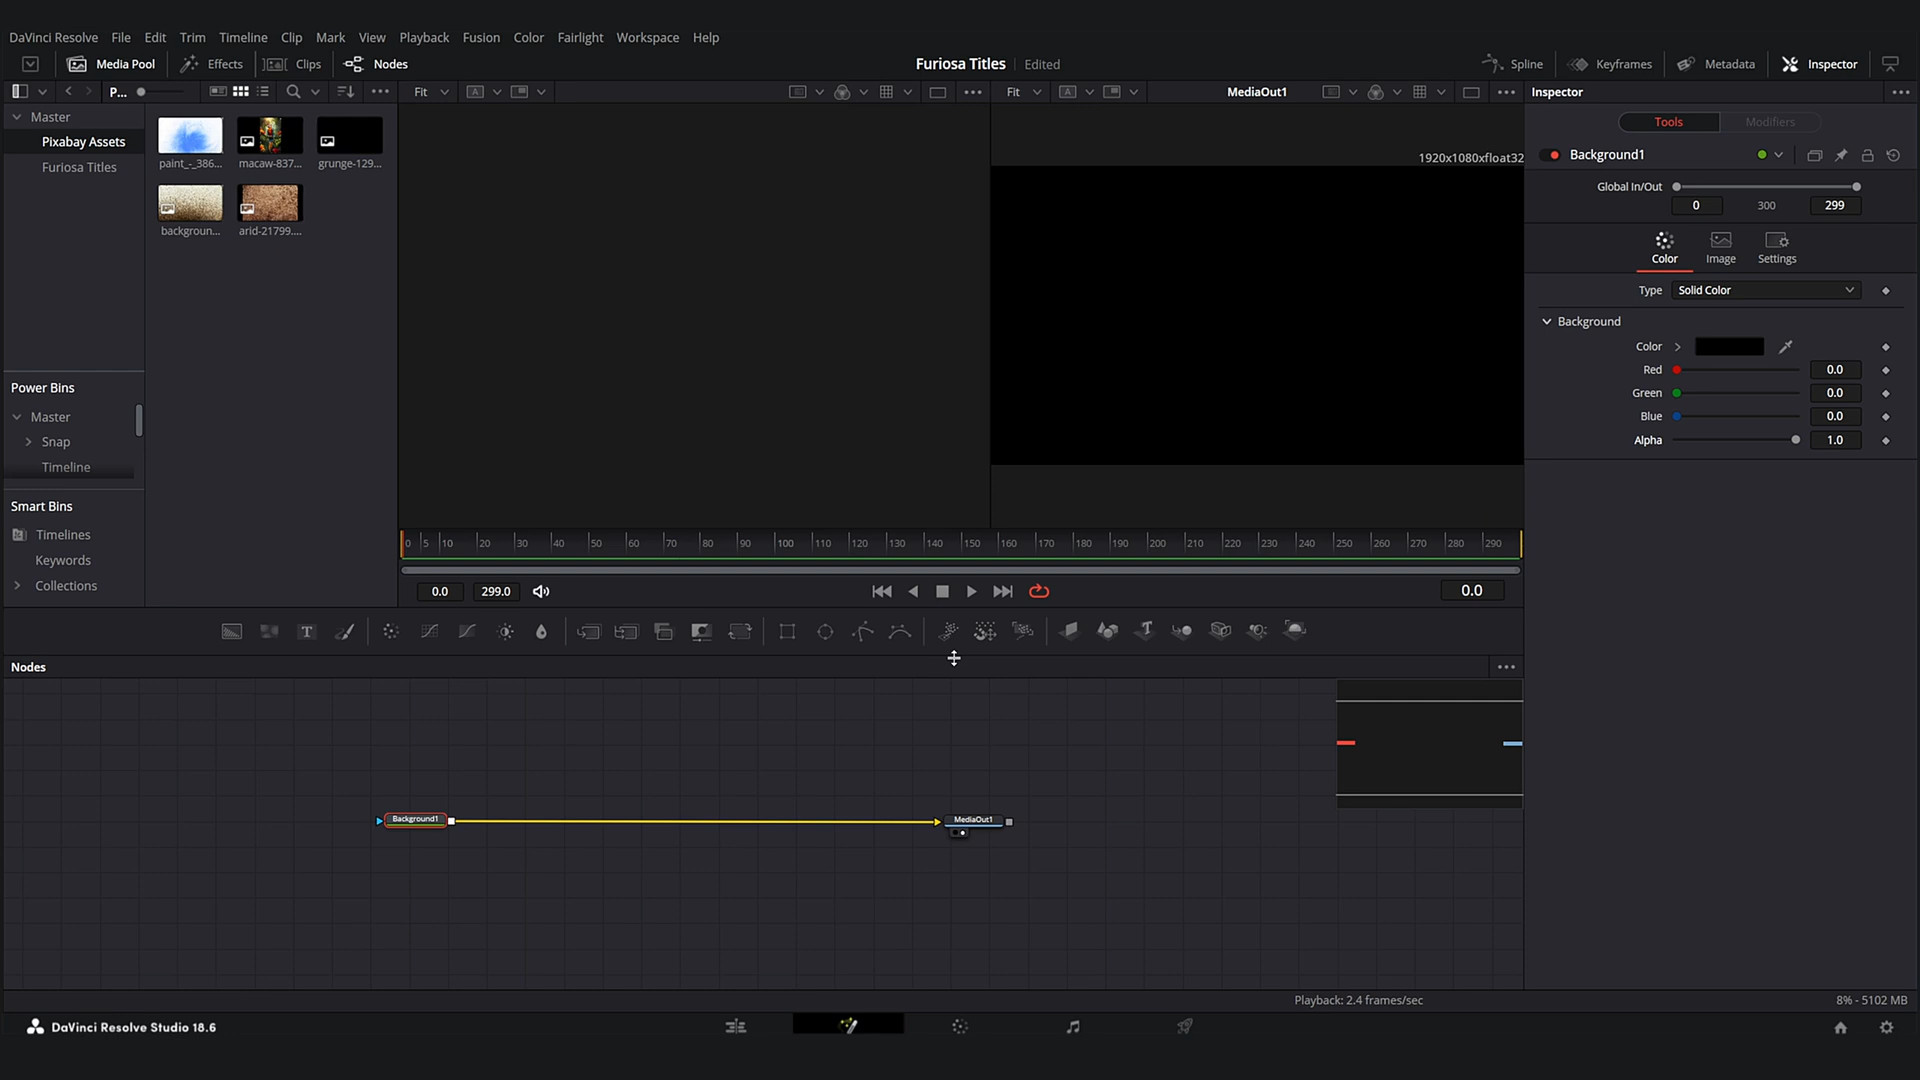 DaVinci Resolve File Edit Trim Timeline Clip Mark View Playback Fusion Color Fairlight Workspace Help
Media Pool Effects Clips Nodes Furiosa Titles Edited Spline Keyframes Metadata Inspector
P... Fit A Fit A MediaOut1 Inspector
Master
Pixabay Assets
Furiosa Titles
paint_-_386... macaw-837... grunge-129...
backgroun... arid-21799....
1920x1080xfloat32
Tools Modifiers
Background1
Global In/Out
0 300 299
Color Image Settings
Type Solid Color
Background
Color
Red 0.0
Green 0.0
Blue 0.0
Alpha 1.0
Power Bins
Master
Snap
Timeline
Smart Bins
Timelines
Keywords
Collections
0 5 10 20 30 40 50 60 70 80 90 100 110 120 130 140 150 160 170 180 190 200 210 220 230 240 250 260 270 280 290
0.0 299.0 0.0
T T
Nodes
Background1 MediaOut1
Playback: 2.4 frames/sec 8% - 5102 MB
DaVinci Resolve Studio 18.6